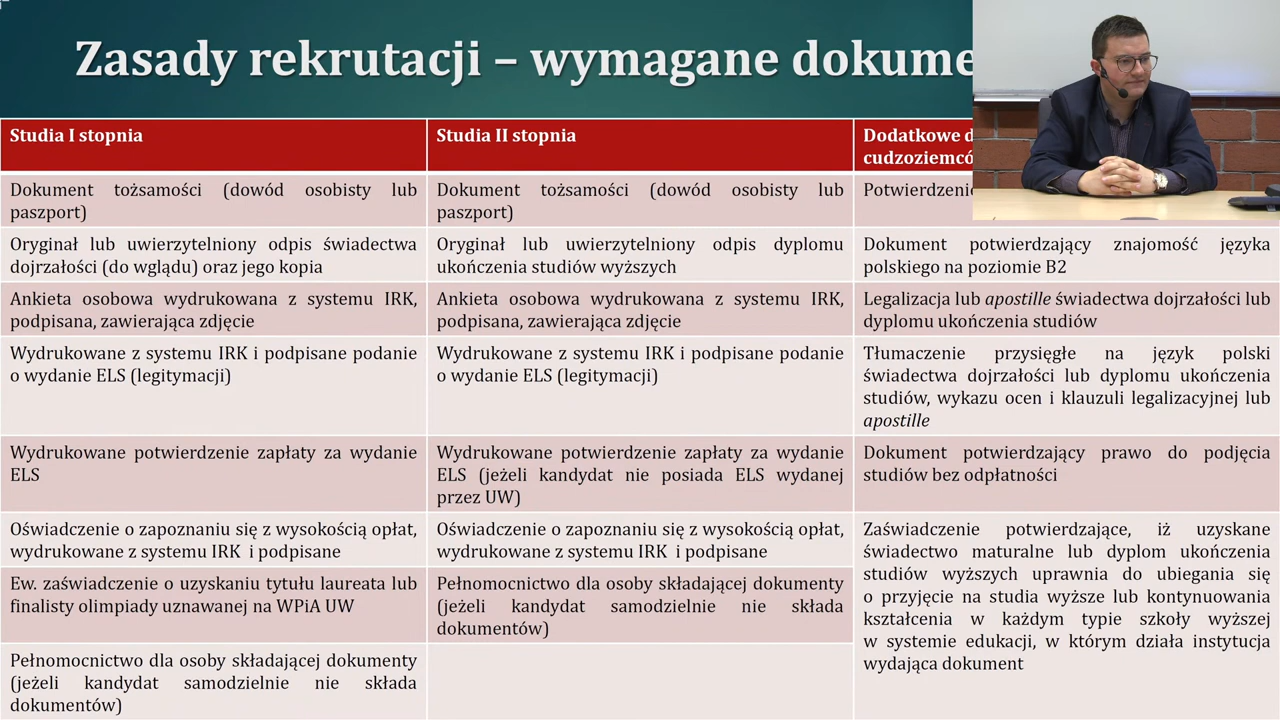 Zasady rekrutacji – wymagane
Studia I stopnia
Dokument tożsamości (dowód osobisty lub
paszport)
Oryginał lub uwierzytelniony odpis świadectwa
dojrzałości (do wglądu) oraz jego kopia
Ankieta osobowa wydrukowana z systemu IRK,
podpisana, zawierająca zdjęcie
Wydrukowane z systemu IRK i podpisane podanie
o wydanie ELS (legitymacji)
Wydrukowane potwierdzenie zapłaty za wydanie
ELS
Oświadczenie o zapoznaniu się z wysokością opłat,
wydrukowane z systemu IRK i podpisane
Ew. zaświadczenie o uzyskaniu tytułu laureata lub
finalisty olimpiady uznawanej na WPiA UW
Pełnomocnictwo dla osoby składającej dokumenty
(jeżeli kandydat samodzielnie nie składa
dokumentów)
Studia II stopnia
Dokument tożsamości (dowód osobisty lub
paszport)
Oryginał lub uwierzytelniony odpis dyplomu
ukończenia studiów wyższych
Ankieta osobowa wydrukowana z systemu IRK,
podpisana, zawierająca zdjęcie
Wydrukowane z systemu IRK i podpisane podanie
o wydanie ELS (legitymacji)
Wydrukowane potwierdzenie zapłaty za wydanie
ELS (jeżeli kandydat nie posiada ELS wydanej
przez UW)
Oświadczenie o zapoznaniu się z wysokością opłat,
wydrukowane z systemu IRK i podpisane
Pełnomocnictwo dla osoby składającej dokumenty
(jeżeli kandydat samodzielnie nie składa
dokumentów)
Dodatkowe
Dokument potwierdzający znajomość języka
polskiego na poziomie B2
Legalizacja lub apostille świadectwa dojrzałości lub
dyplomu ukończenia studiów
Tłumaczenie przysięgłe na język polski
świadectwa dojrzałości lub dyplomu ukończenia
studiów, wykazu ocen i klauzuli legalizacyjnej lub
apostille
Dokument potwierdzający prawo do podjęcia
studiów bez odpłatności
Zaświadczenie potwierdzające, iż uzyskane
świadectwo maturalne lub dyplom ukończenia
studiów wyższych uprawnia do ubiegania się
o przyjęcie na studia wyższe lub kontynuowania
kształcenia w każdym typie szkoły wyższej
w systemie edukacji, w którym działa instytucja
wydająca dokument